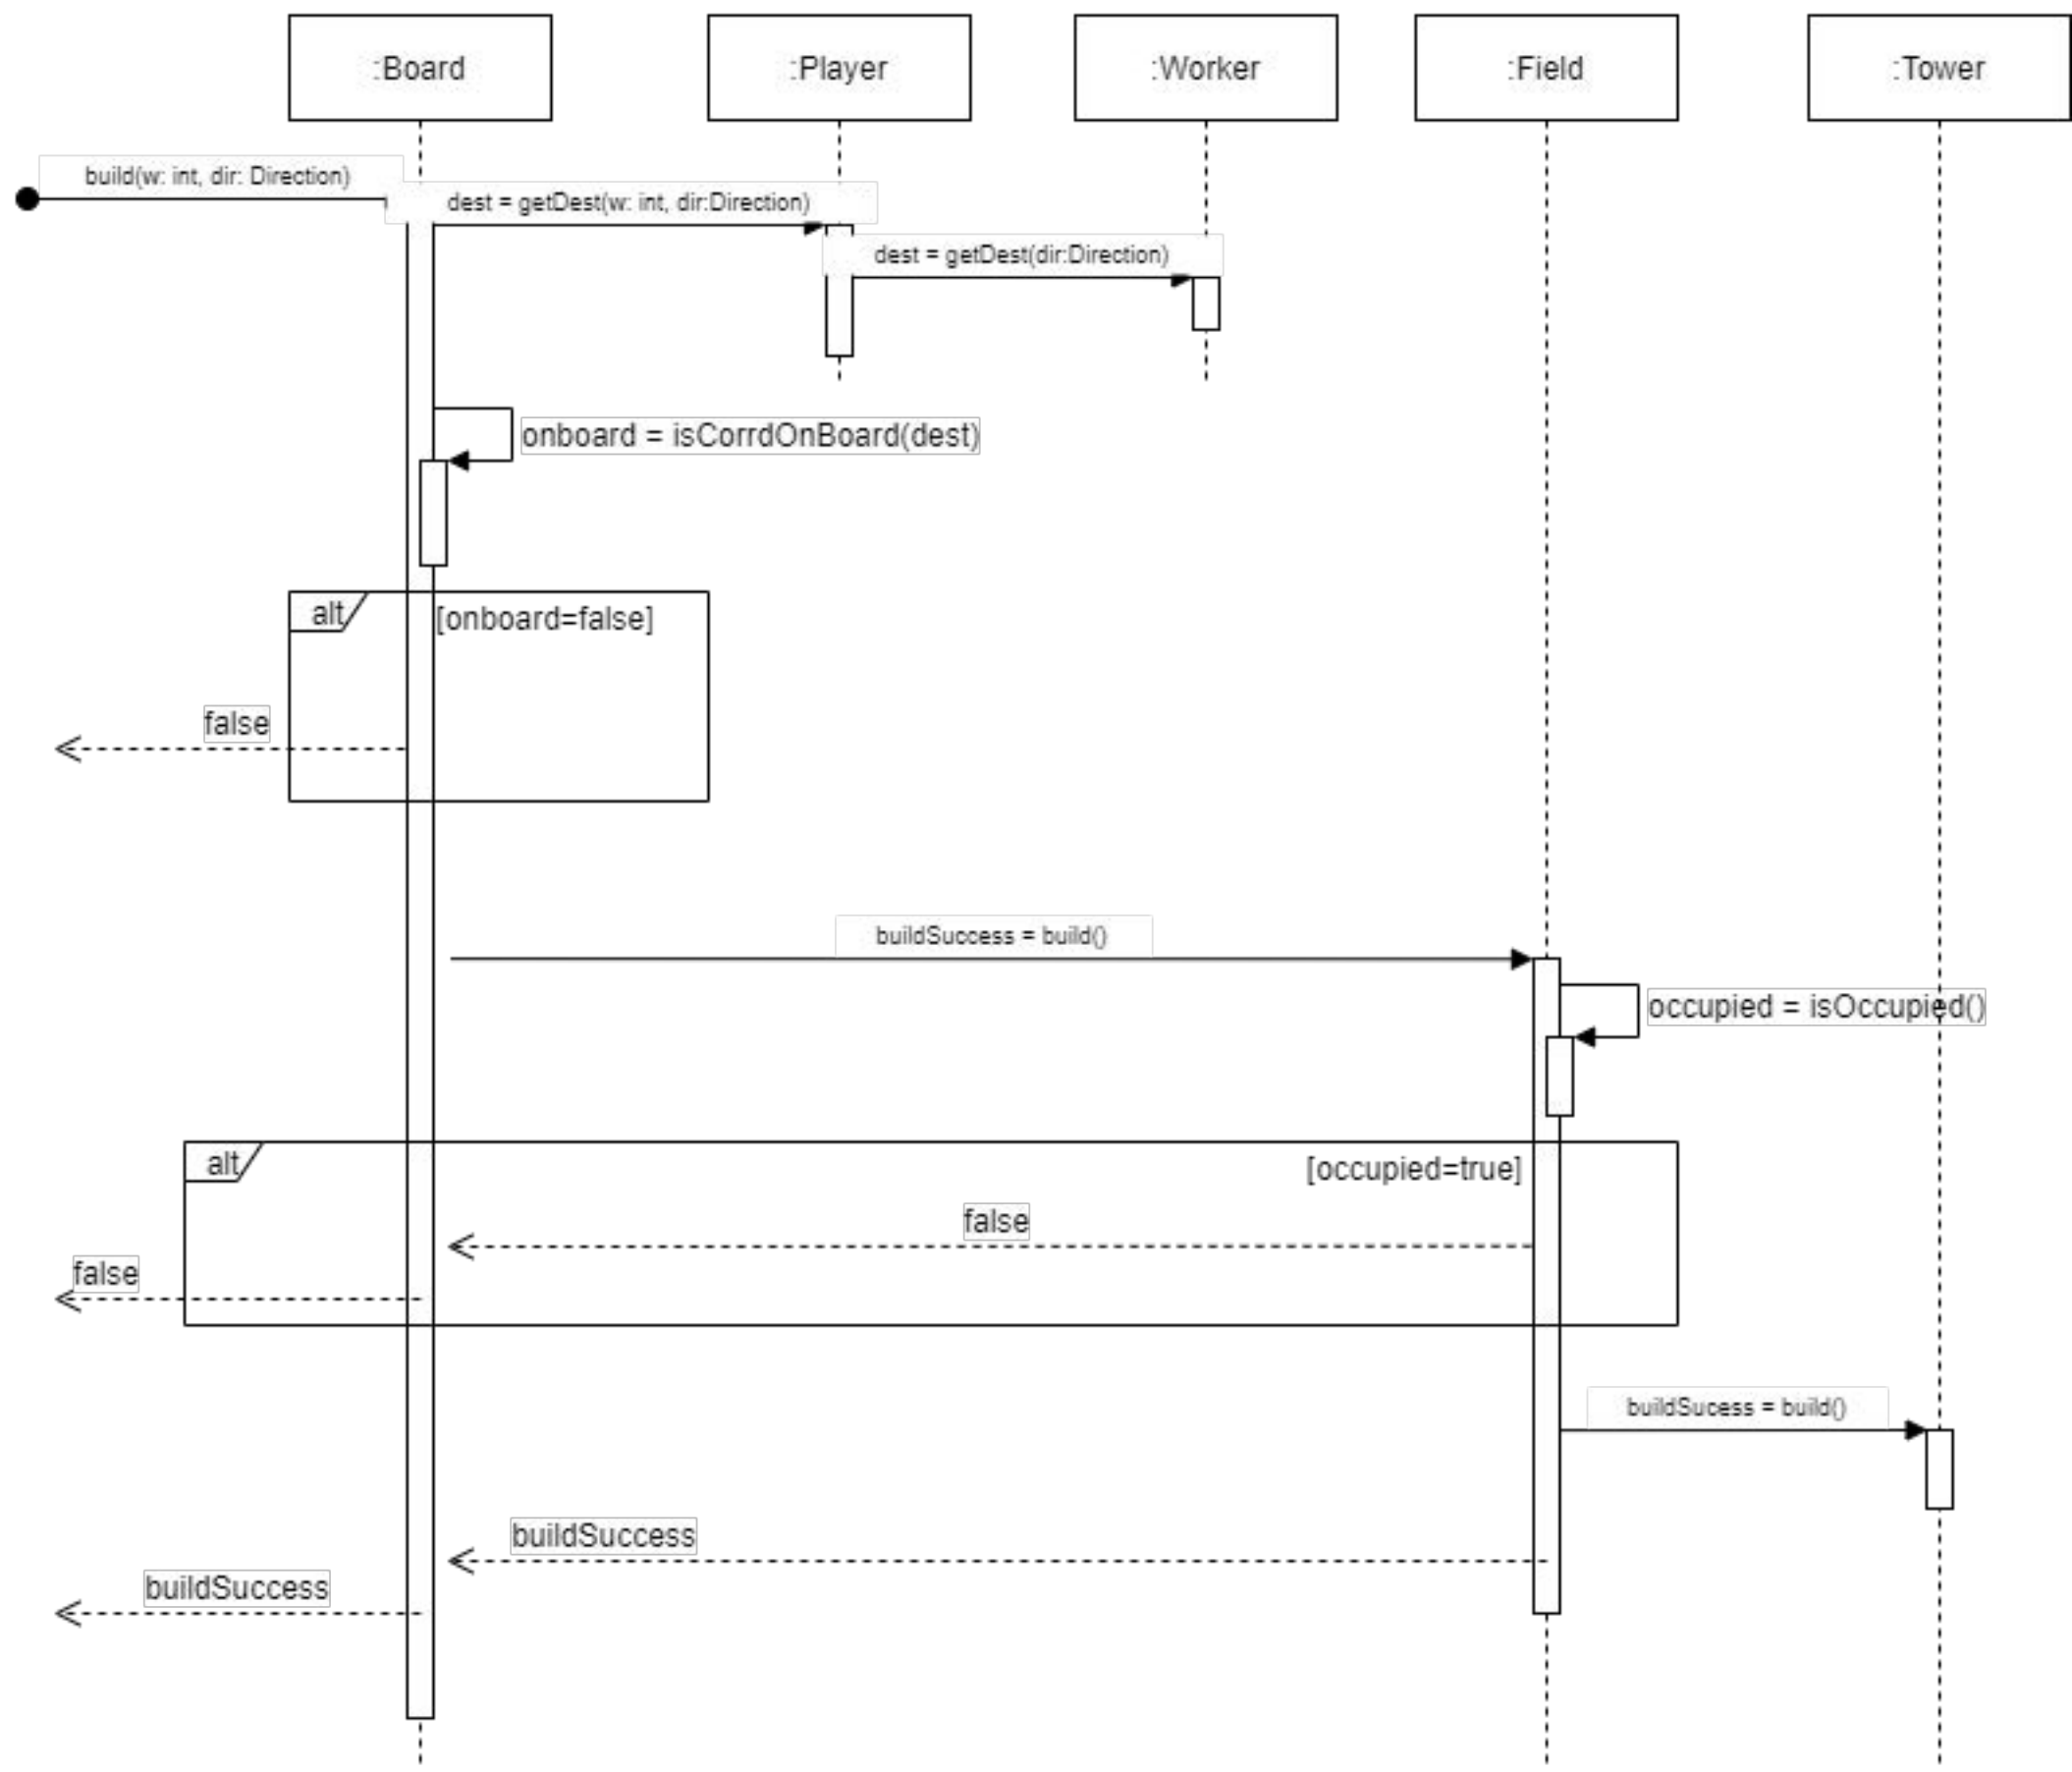 :Board
:Player
:Worker
:Field
:Tower
build(w: int, dir: Direction)
dest = getDest(w: int, dir:Direction)
dest = getDest(dir:Direction)
onboard = isCorrdOnBoard(dest)
alt
[onboard=false]
false
buildSuccess = build()
occupied = isOccupied()
alt
[occupied=true]
false
false
buildSucess = build()
buildSuccess
buildSuccess